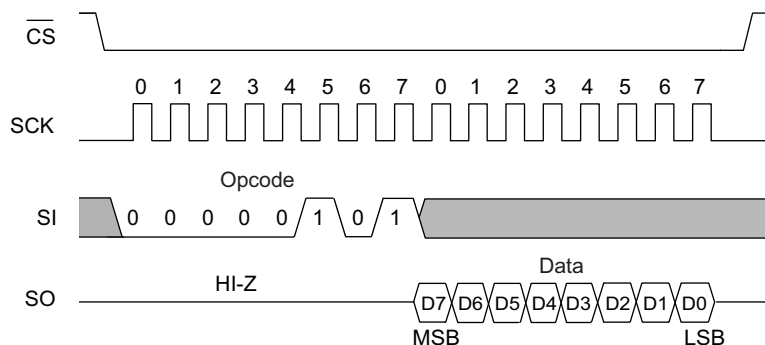 CS
0 1 2 3 4 5 6 7 0 1 2 3 4 5 6 7
SCK
Opcode
SI 0 0 0 0 0 1 0 1
HI-Z Data
SO D7 D6 D5 D4 D3 D2 D1 D0
MSB LSB